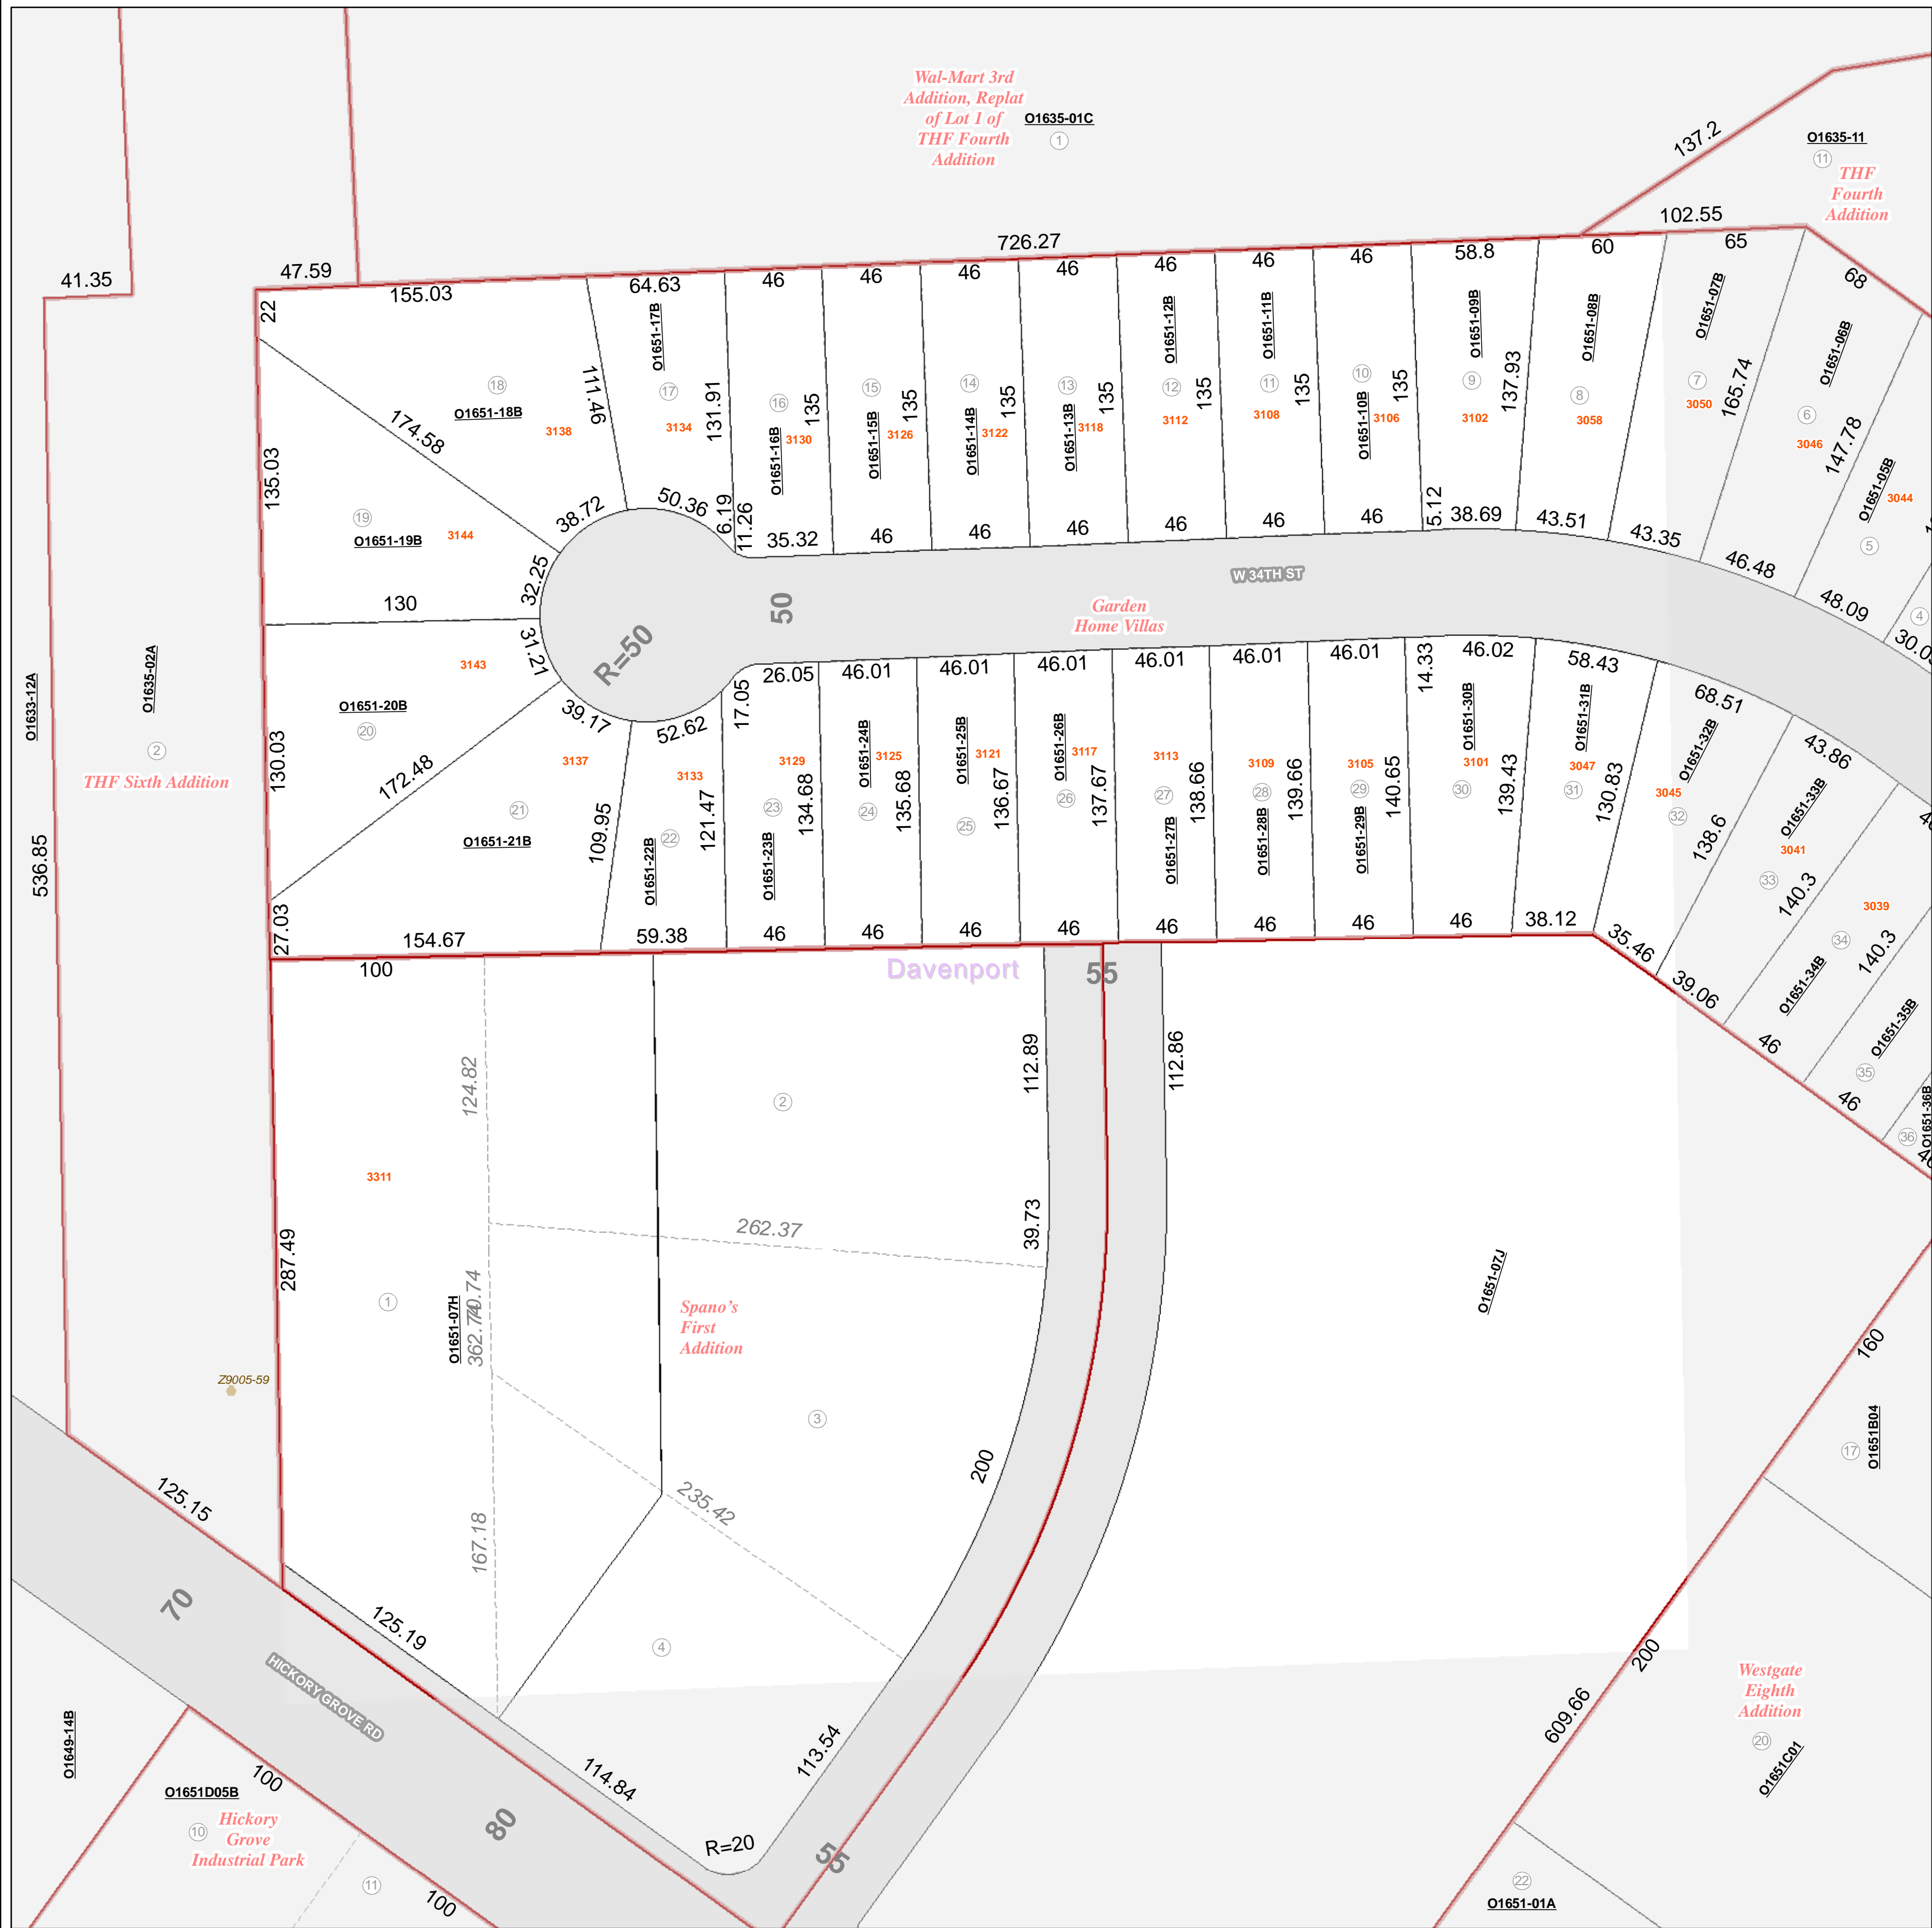 Wal-Mart 3rd
Addition, Replat
of Lot 1 of
THF Fourth
Addition
O1635-01C
1
137.2
O1635-11
11
THF
Fourth
Addition
102.55
726.27
41.35
47.59
22
155.03
64.63
46
46
46
46
46
46
46
58.8
60
65
68
O1651-17B
O1651-12B
O1651-11B
O1651-09B
O1651-08B
O1651-07B
O1651-06B
18
O1651-18B
3138
111.46
17
3134
131.91
16
3130
135
O1651-16B
15
O1651-15B
3126
135
14
O1651-14B
3122
135
13
O1651-13B
3118
135
12
3112
135
11
3108
135
10
O1651-10B
3106
135
9
3102
137.93
8
3058
7
3050
165.74
6
3046
147.78
O1651-05B
3044
5
4
174.58
135.03
19
O1651-19B
3144
38.72
50.36
6.19
11.26
35.32
46
46
46
46
46
46
5.12
38.69
43.51
43.35
46.48
48.09
32.25
130
31.21
R=50
50
W 34TH ST
Garden
Home Villas
O1633-12A
O1635-02A
2
THF Sixth Addition
536.85
3143
O1651-20B
20
130.03
172.48
39.17
52.62
17.05
26.05
46.01
46.01
46.01
46.01
46.01
46.01
14.33
46.02
58.43
68.51
43.86
3137
21
O1651-21B
109.95
3133
22
O1651-22B
121.47
3129
23
O1651-23B
134.68
O1651-24B
3125
24
135.68
O1651-25B
3121
25
136.67
O1651-26B
3117
26
137.67
3113
27
O1651-27B
138.66
3109
28
O1651-28B
139.66
3105
29
O1651-29B
140.65
O1651-30B
3101
30
139.43
O1651-31B
3047
31
130.83
O1651-32B
3045
32
138.6
O1651-33B
3041
33
140.3
3039
34
O1651-34B
140.3
O1651-35B
35
36
O1651-36B
27.03
154.67
59.38
46
46
46
46
46
46
46
46
38.12
35.46
39.06
46
46
100
Davenport
55
112.89
112.86
124.82
2
3311
262.37
39.73
287.49
1
O1651-07H
362.74
70.74
Spano's
First
Addition
O1651-07J
Z9005-59
3
200
235.42
167.18
125.15
125.19
4
70
HICKORY GROVE RD
80
114.84
113.54
R=20
55
160
17
O1651B04
200
609.66
Westgate
Eighth
Addition
20
O1651C01
22
O1651-01A
O1649-14B
O1651D05B
10
Hickory
Grove
Industrial Park
100
11
100